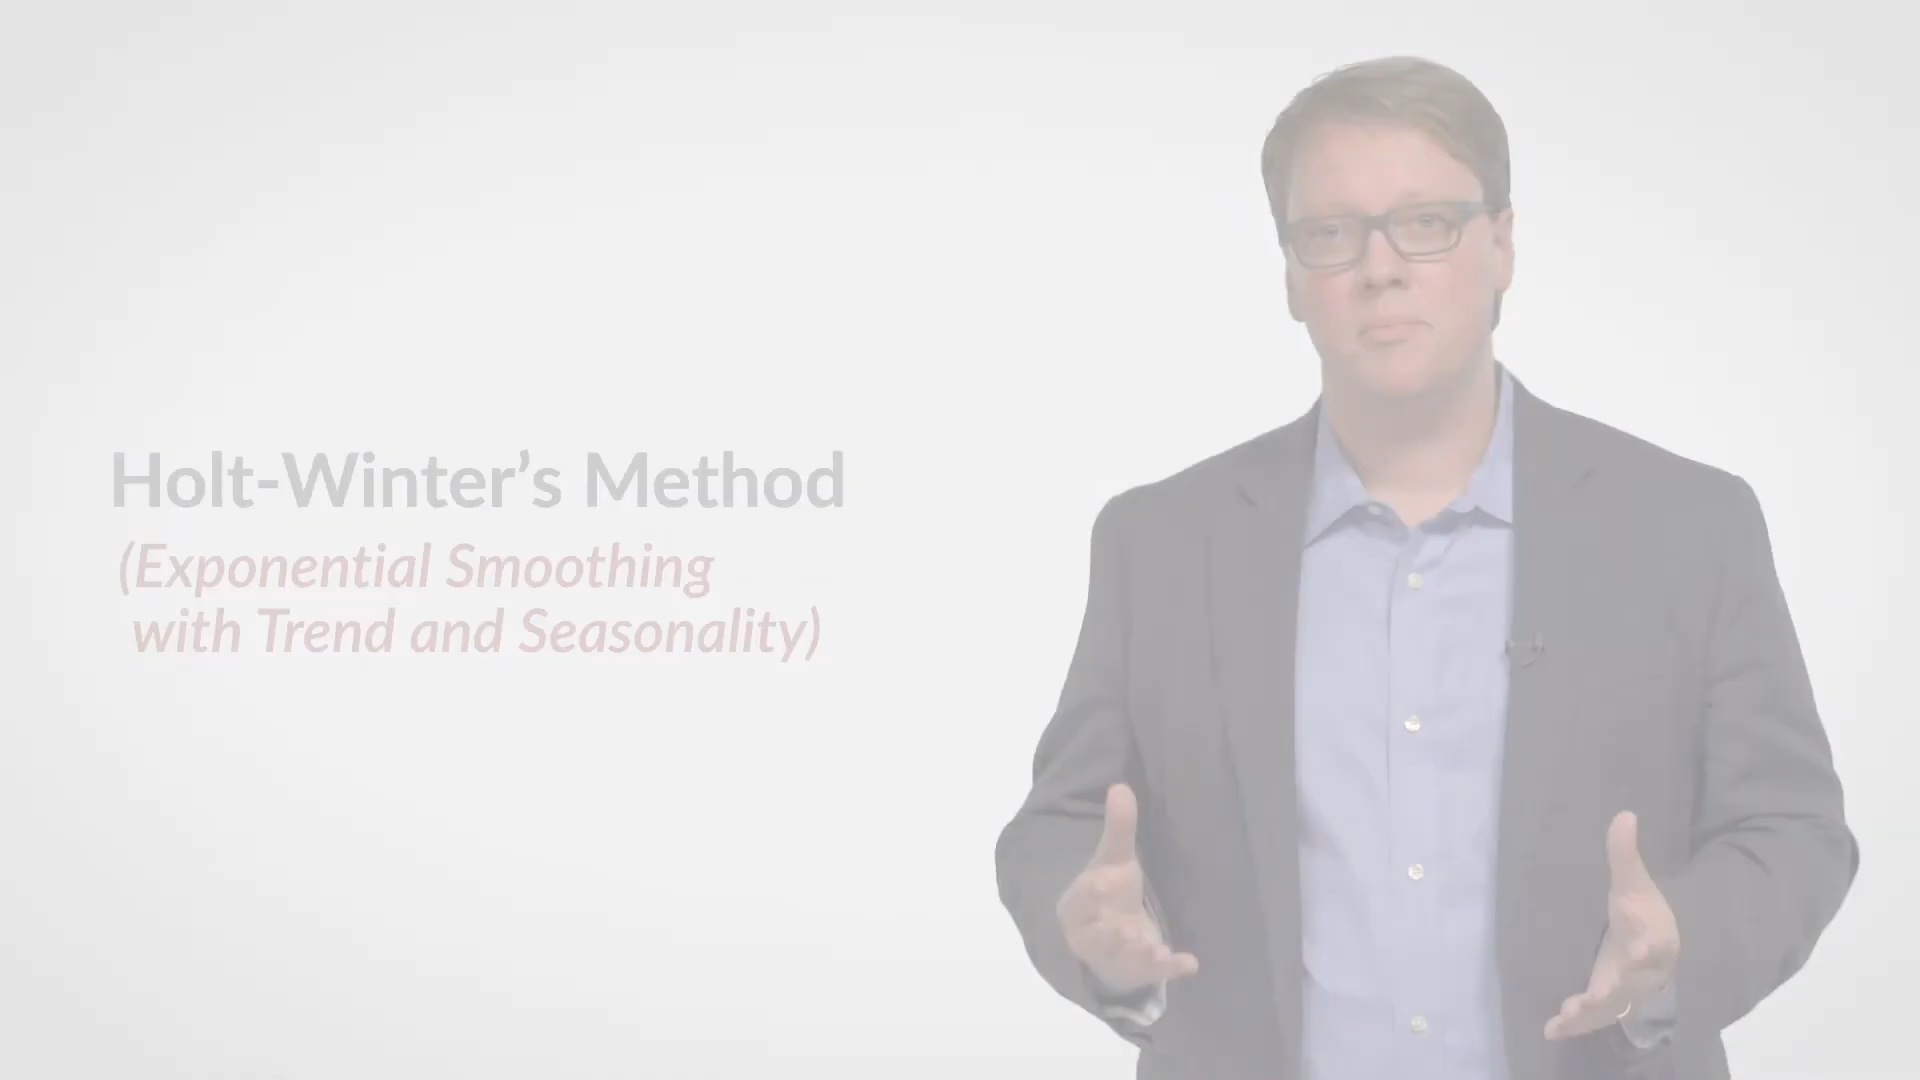 Holt-Winter’s Method
(Exponential Smoothing
with Trend and Seasonality)